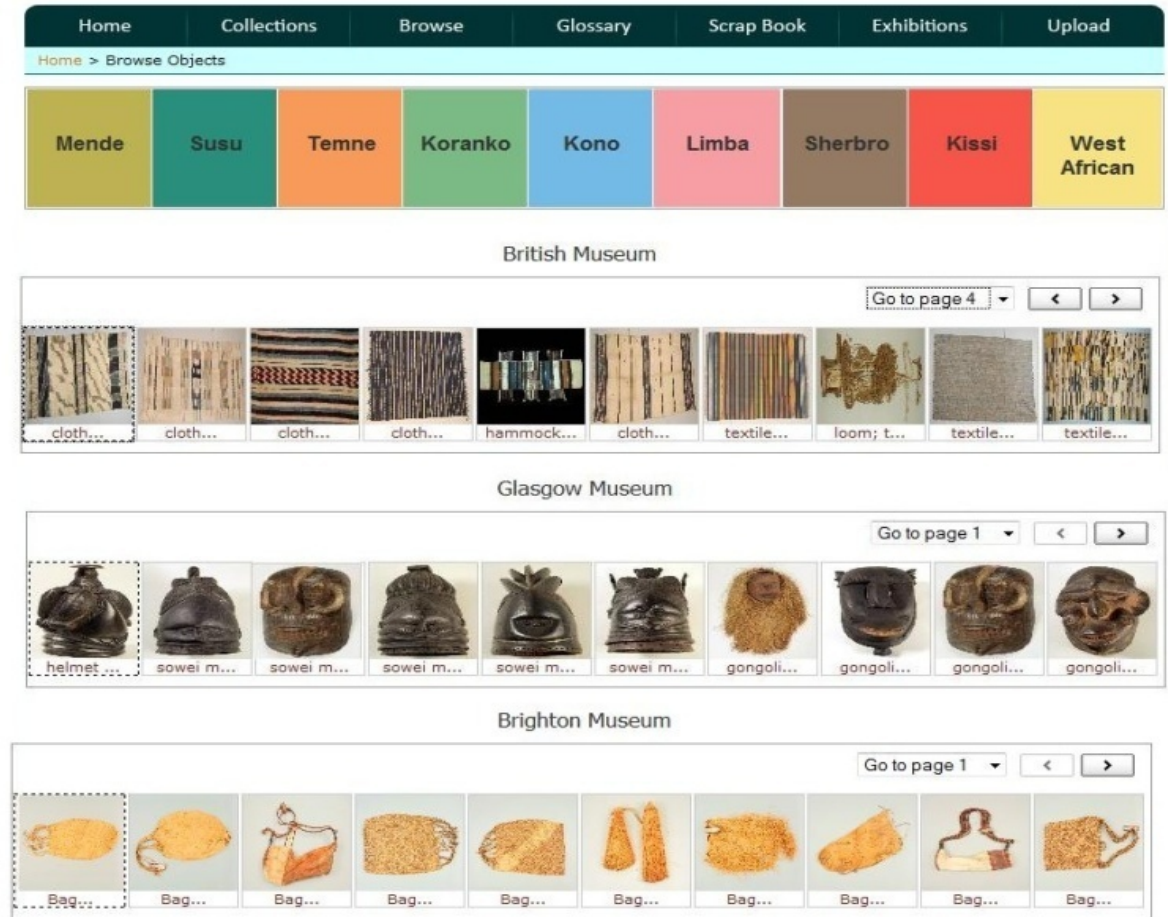 Home Collections Browse Glossary Scrap Book Exhibitions Upload
Home > Browse Objects
Mende Susu Temne Koranko Kono Limba Sherbro Kissi West African
British Museum
Go to page 4 < >
cloth... cloth... cloth... cloth... hammock... cloth... textile... loom; t... textile... textile...
Glasgow Museum
Go to page 1 < >
helmet ... sowei m... sowei m... sowei m... sowei m... sowei m... gongoli... gongoli... gongoli... gongoli...
Brighton Museum
Go to page 1 < >
Bag... Bag... Bag... Bag... Bag... Bag... Bag... Bag... Bag... Bag...